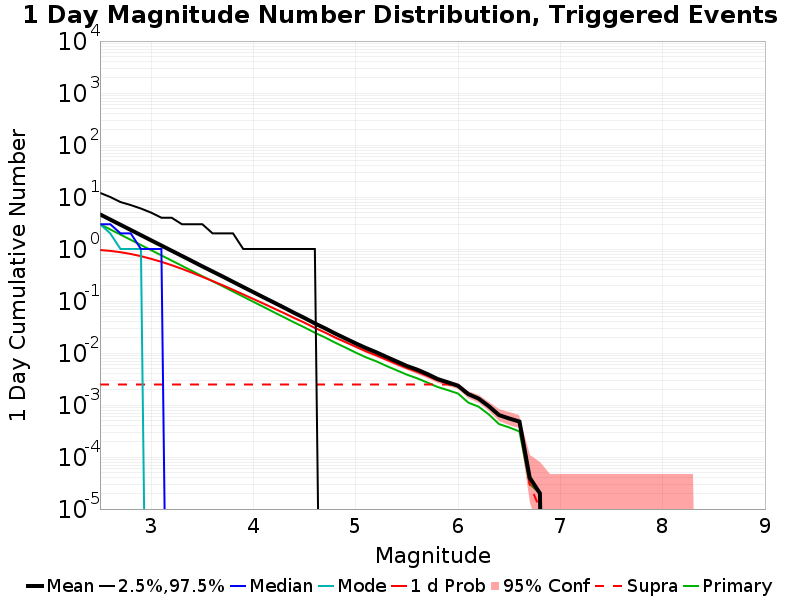 1 Day Magnitude Number Distribution, Triggered Events
1 Day Cumulative Number
10^4
10^3
10^2
10^1
10^0
10^-1
10^-2
10^-3
10^-4
10^-5
3 4 5 6 7 8 9
Magnitude
Mean 2.5%,97.5% Median Mode 1 d Prob 95% Conf Supra Primary